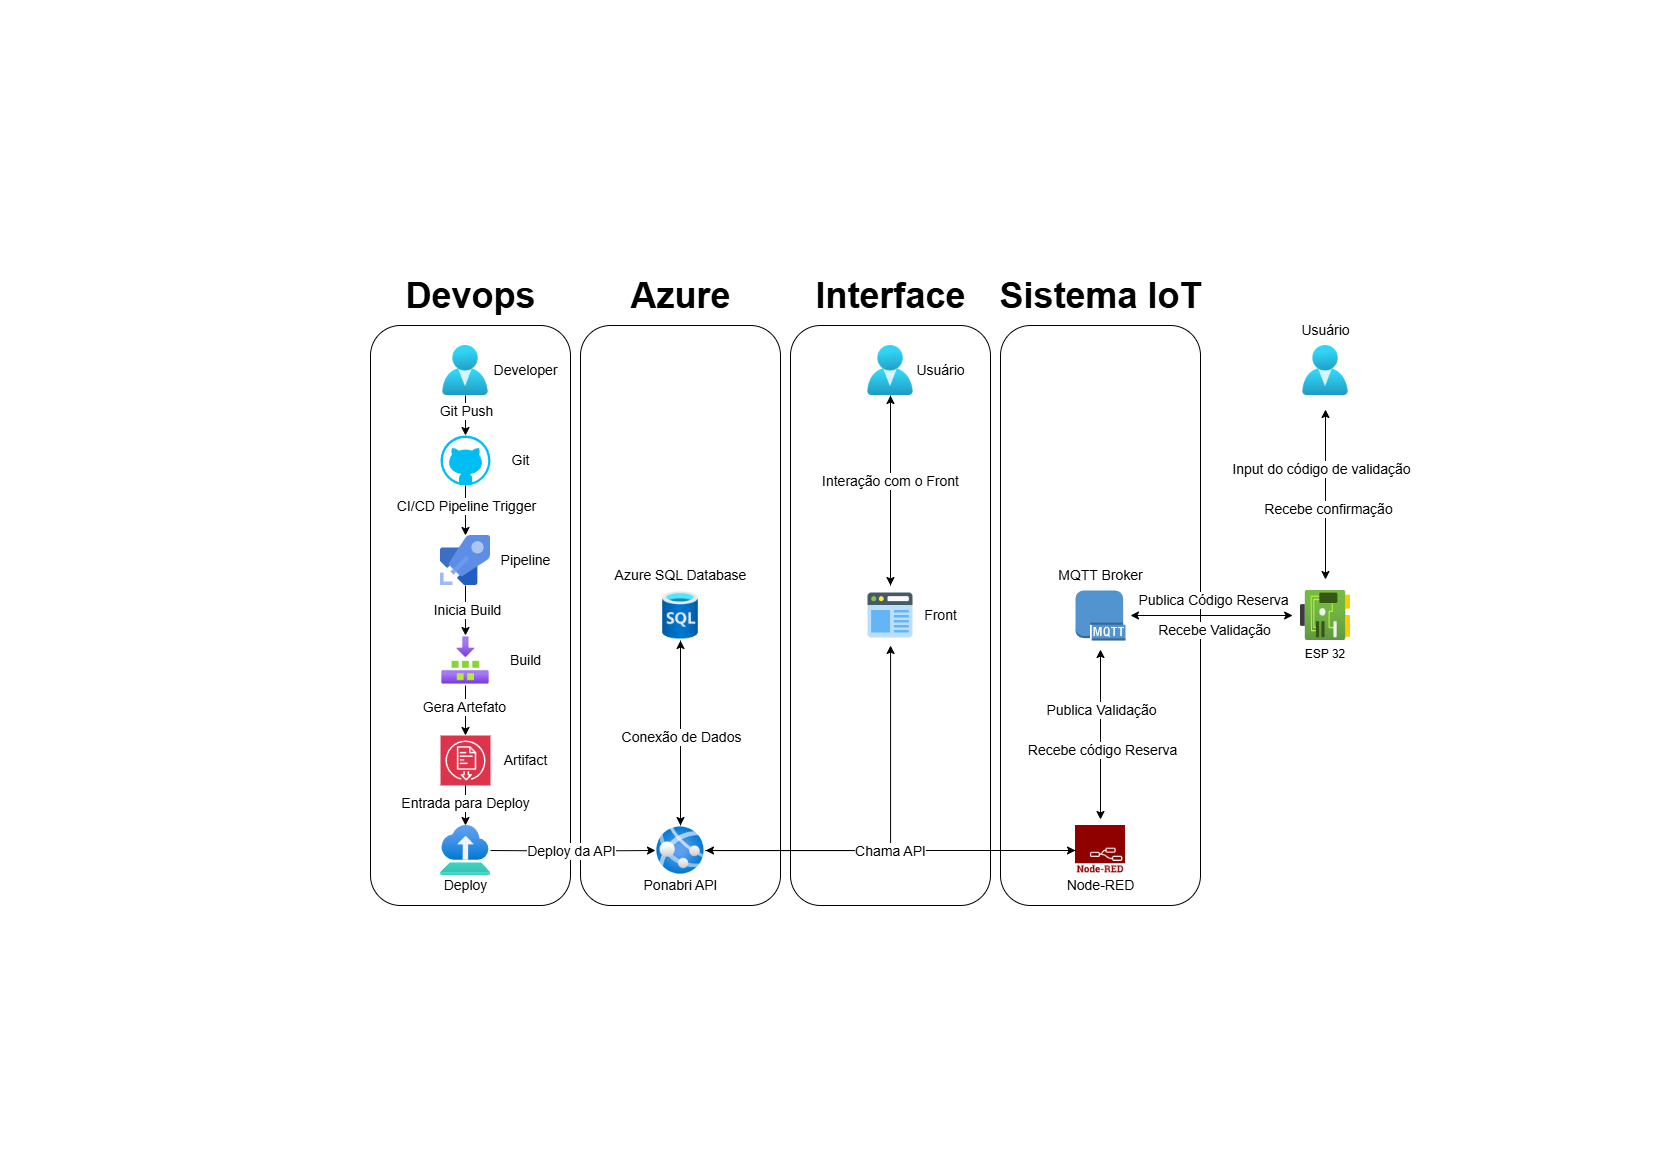 Devops
Azure
Interface
Sistema IoT
Developer
Git Push
Git
CI/CD Pipeline Trigger
Pipeline
Inicia Build
Build
Gera Artefato
Artifact
Entrada para Deploy
Deploy
Deploy da API
Azure SQL Database
SQL
Conexão de Dados
Ponabri API
Usuário
Interação com o Front
Front
Chama API
MQTT Broker
MQTT
Publica Validação
Recebe código Reserva
Node-RED
Node-RED
Publica Código Reserva
Recebe Validação
Usuário
Input do código de validação
Recebe confirmação
ESP 32